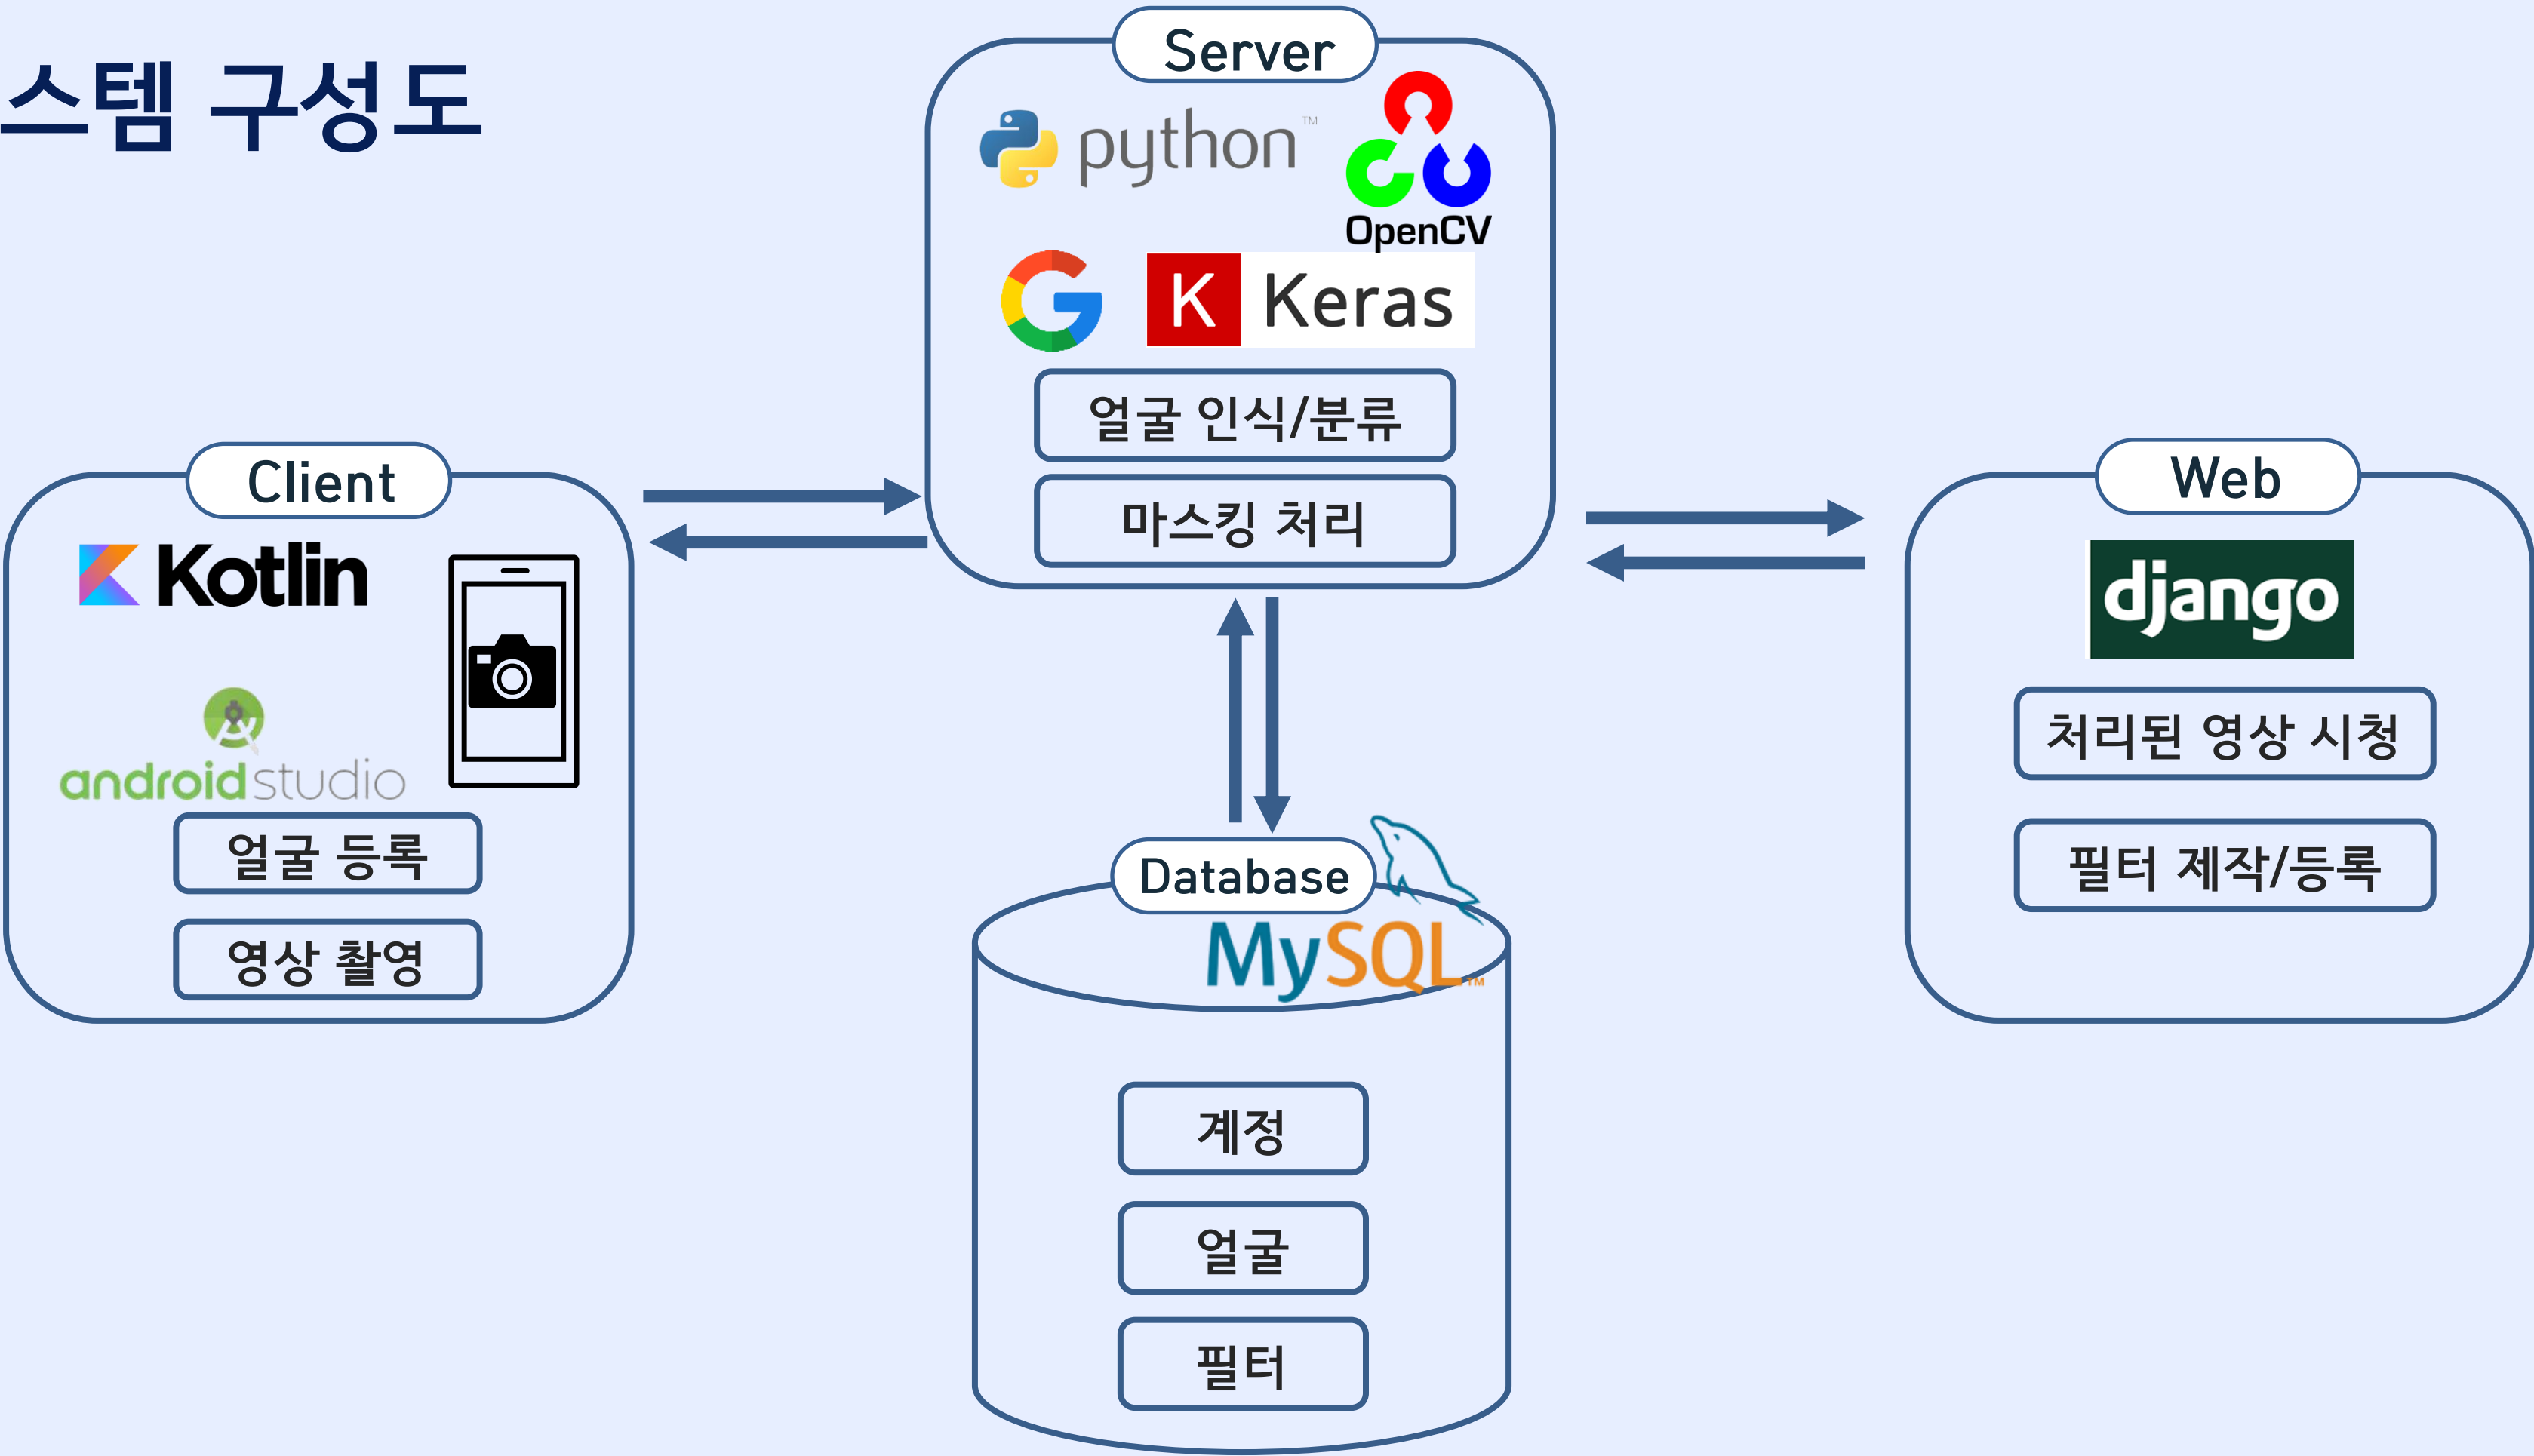 스템 구성도
Server
python™
OpenCV
K Keras
얼굴 인식/분류
마스킹 처리
Client
Kotlin
android studio
얼굴 등록
영상 촬영
Web
django
처리된 영상 시청
필터 제작/등록
Database
MySQL™
계정
얼굴
필터